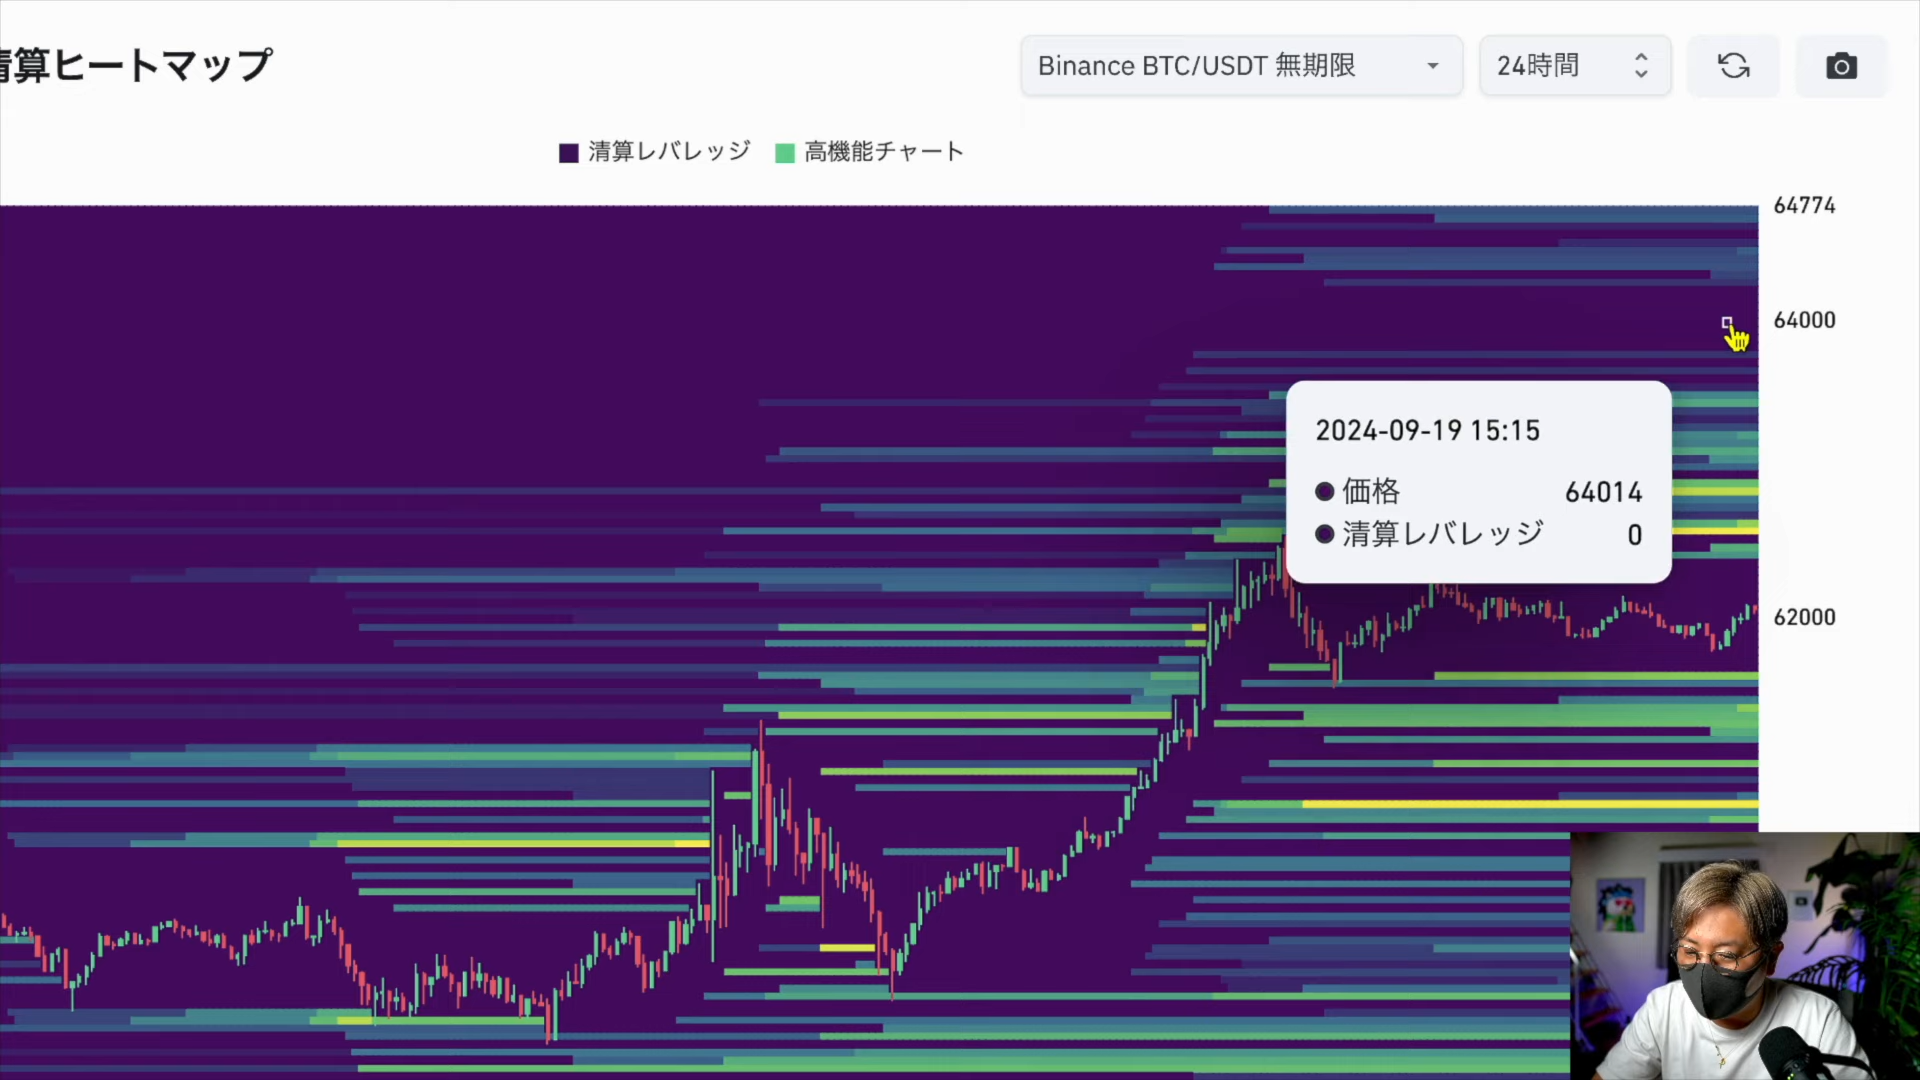 清算ヒートマップ
Binance BTC/USDT 無期限
24時間
清算レバレッジ
高機能チャート
64774
64000
2024-09-19 15:15
価格 64014
清算レバレッジ 0
62000